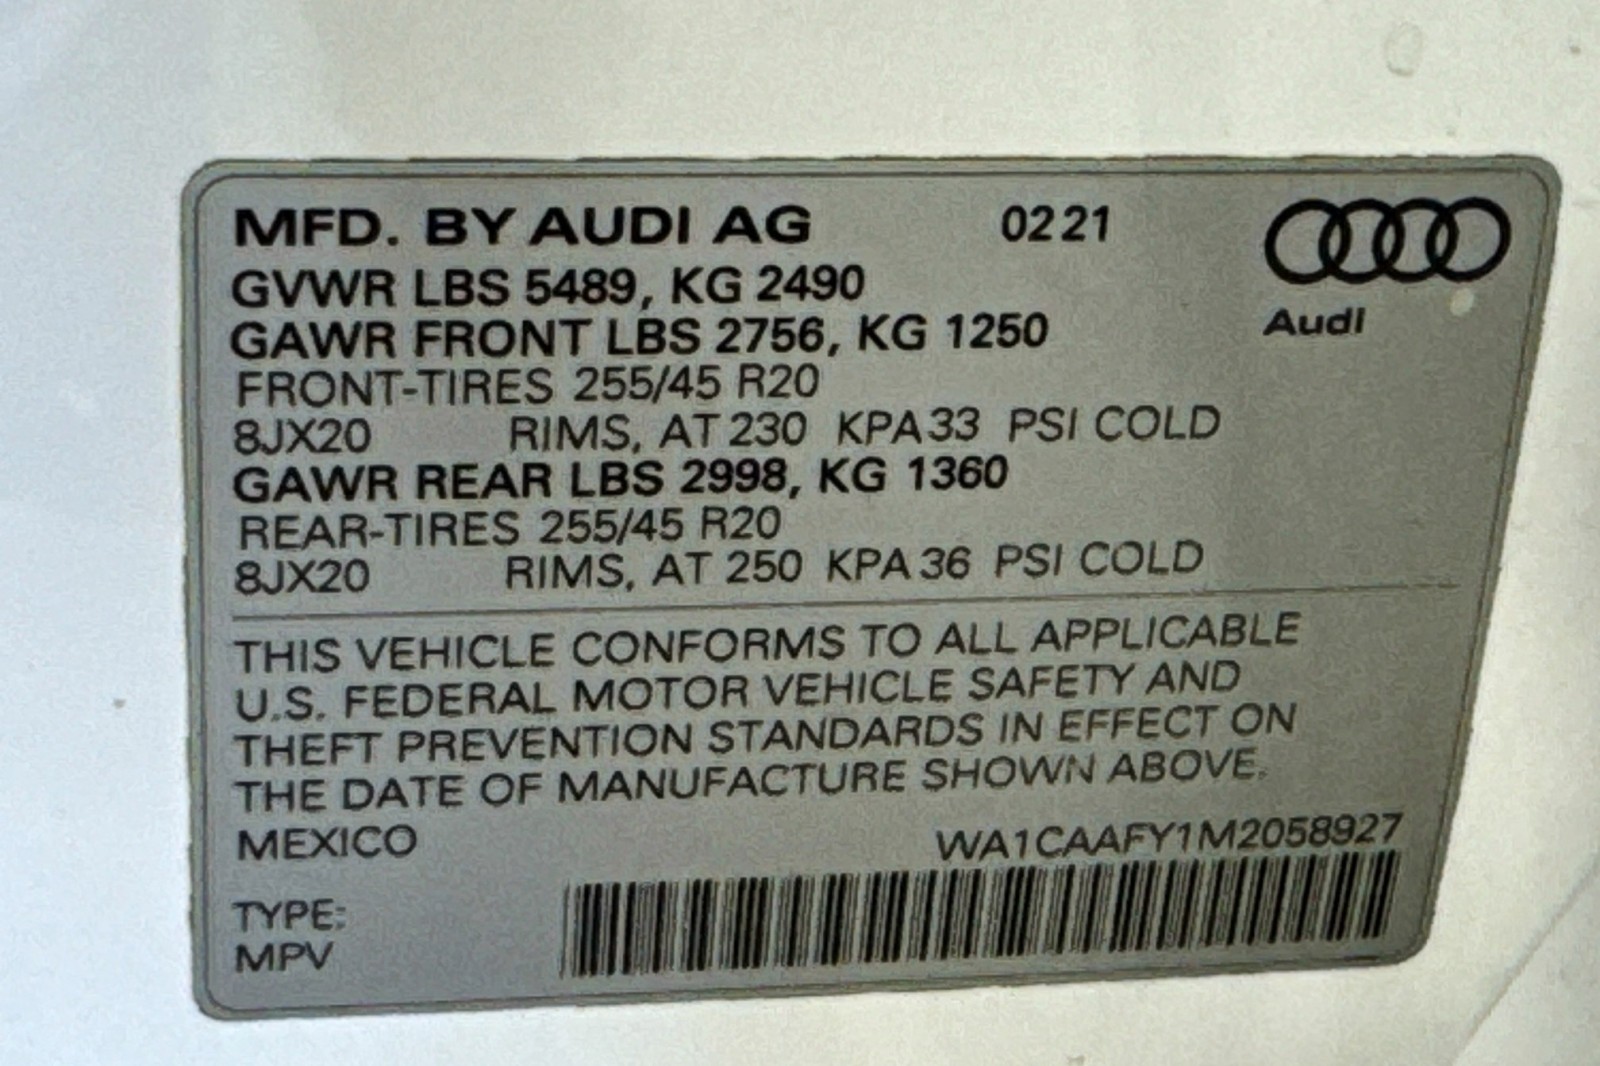 MFD. BY AUDI AG 02 21
Audi
GVWR LBS 5489, KG 2490
GAWR FRONT LBS 2756, KG 1250
FRONT-TIRES 255/45 R20
8JX20 RIMS, AT 230 KPA 33 PSI COLD
GAWR REAR LBS 2998, KG 1360
REAR-TIRES 255/45 R20
8JX20 RIMS, AT 250 KPA 36 PSI COLD
THIS VEHICLE CONFORMS TO ALL APPLICABLE
U.S. FEDERAL MOTOR VEHICLE SAFETY AND
THEFT PREVENTION STANDARDS IN EFFECT ON
THE DATE OF MANUFACTURE SHOWN ABOVE.
MEXICO WA1CAAFY1M2058927
TYPE:
MPV